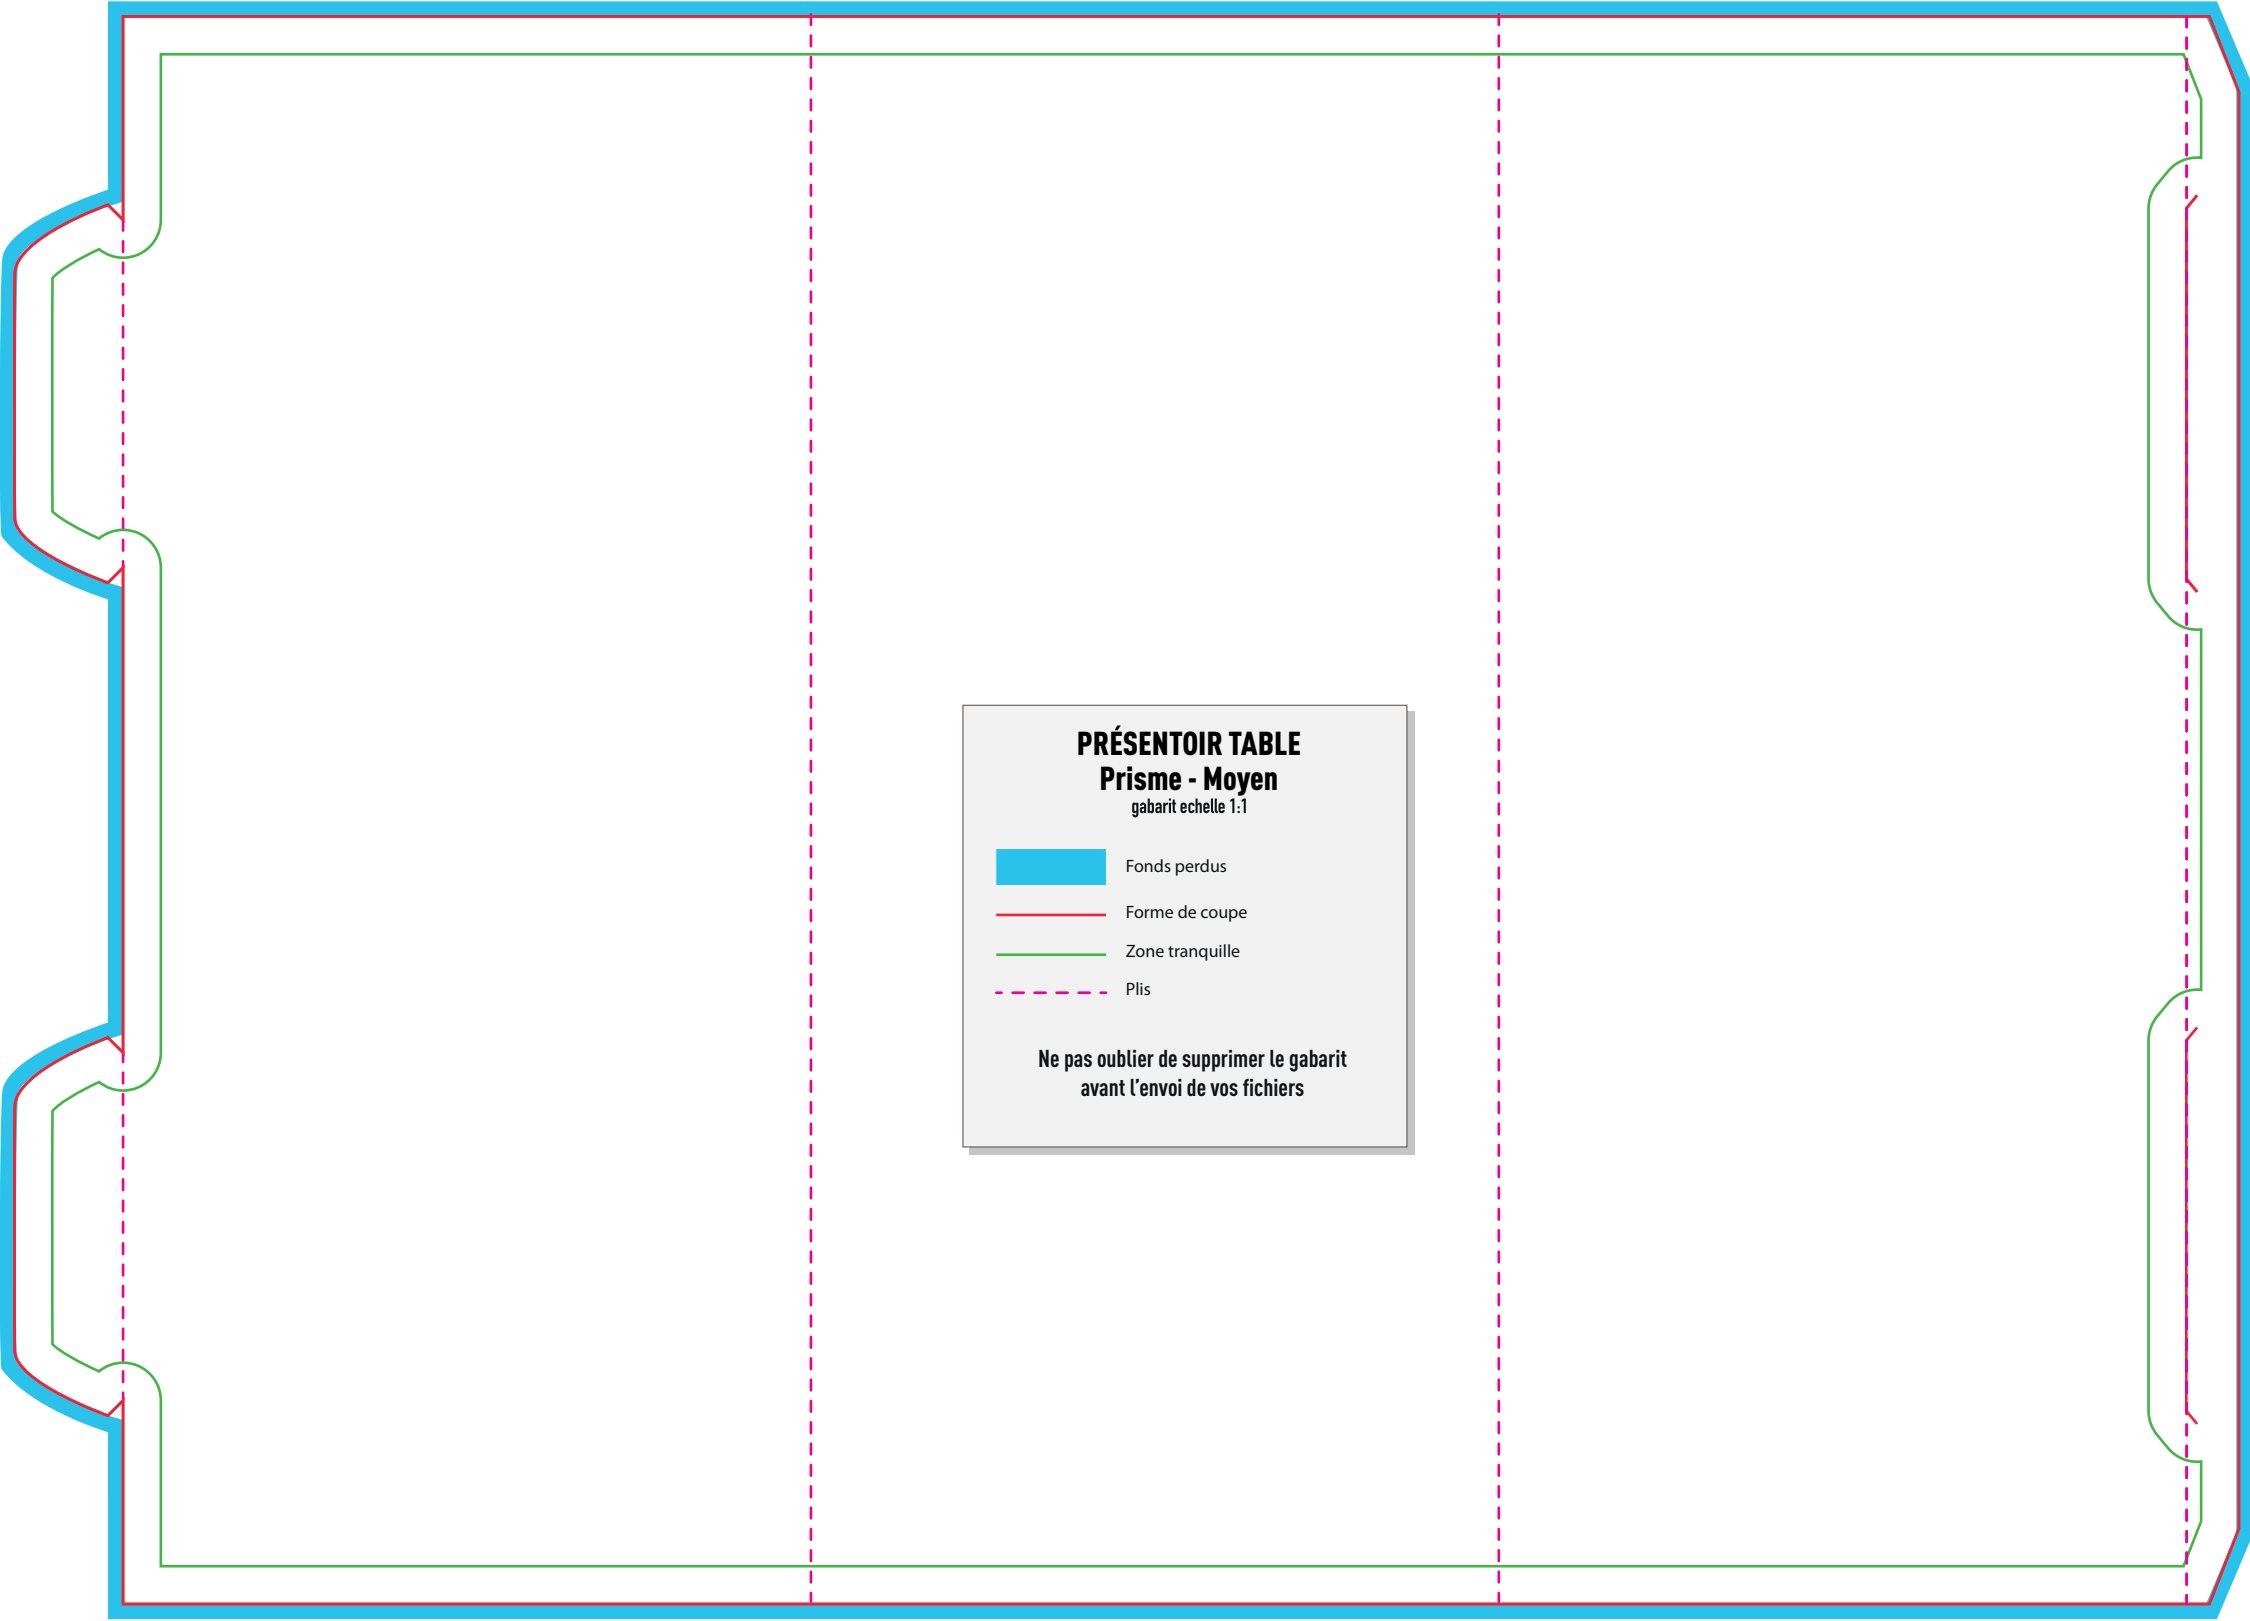 PRÉSENTOIR TABLE
Prisme - Moyen
gabarit echelle 1:1
Fonds perdus
Forme de coupe
Zone tranquille
Plis
Ne pas oublier de supprimer le gabarit
avant l'envoi de vos fichiers